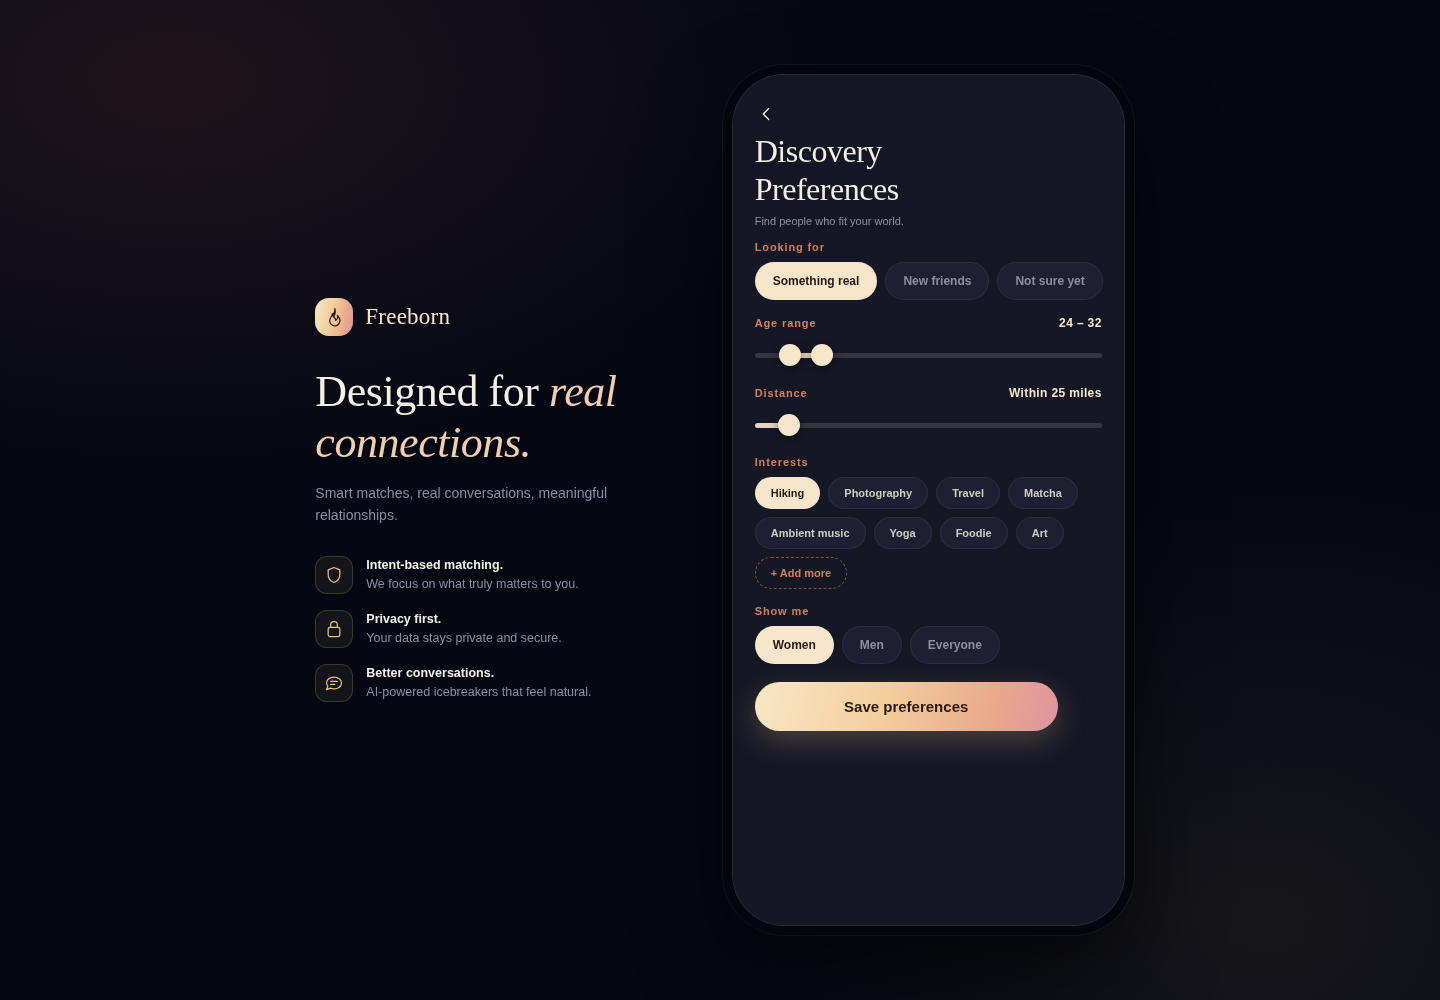 Freeborn
Designed for real
connections.
Smart matches, real conversations, meaningful
relationships.
Intent-based matching.
We focus on what truly matters to you.
Privacy first.
Your data stays private and secure.
Better conversations.
AI-powered icebreakers that feel natural.
Discovery
Preferences
Find people who fit your world.
Looking for
Something real New friends Not sure yet
Age range 24 – 32
Distance Within 25 miles
Interests
Hiking Photography Travel Matcha
Ambient music Yoga Foodie Art
+ Add more
Show me
Women Men Everyone
Save preferences